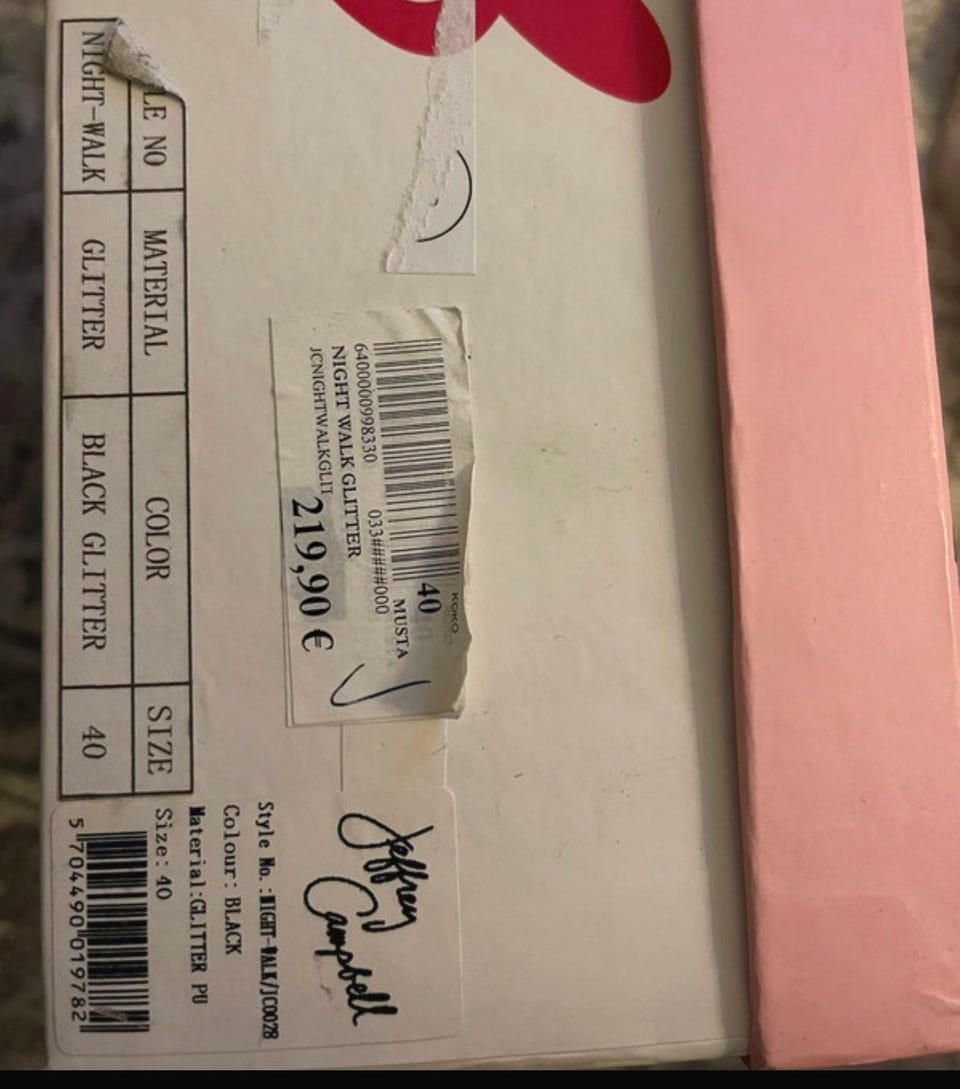 LE NO MATERIAL COLOR SIZE
NIGHT-WALK GLITTER BLACK GLITTER 40
KOKO
40
MUSTA
6400000998330 033#####000
NIGHT WALK GLITTER
JCNIGHTWALKGLIT
219,90 €
Jeffrey
Campbell
Style No.:NIGHT-WALK/JC0028
Colour: BLACK
Material:GLITTER PU
Size: 40
5 704490 019782